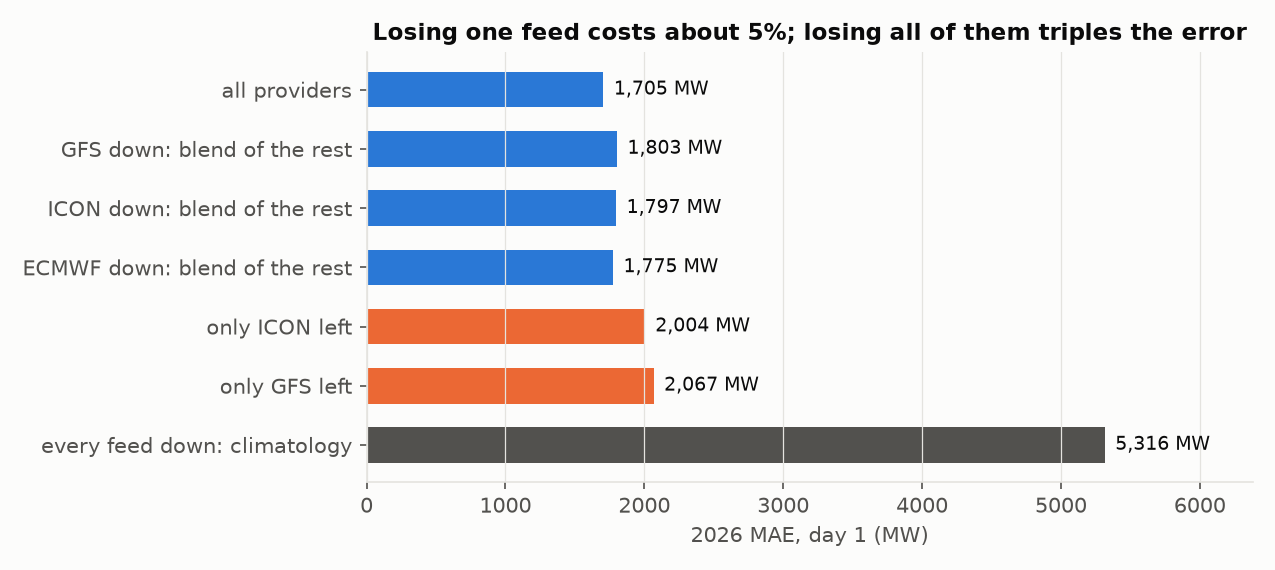 Losing one feed costs about 5%; losing all of them triples the error
all providers
1,705 MW
GFS down: blend of the rest
1,803 MW
ICON down: blend of the rest
1,797 MW
ECMWF down: blend of the rest
1,775 MW
only ICON left
2,004 MW
only GFS left
2,067 MW
every feed down: climatology
5,316 MW
0 1000 2000 3000 4000 5000 6000
2026 MAE, day 1 (MW)